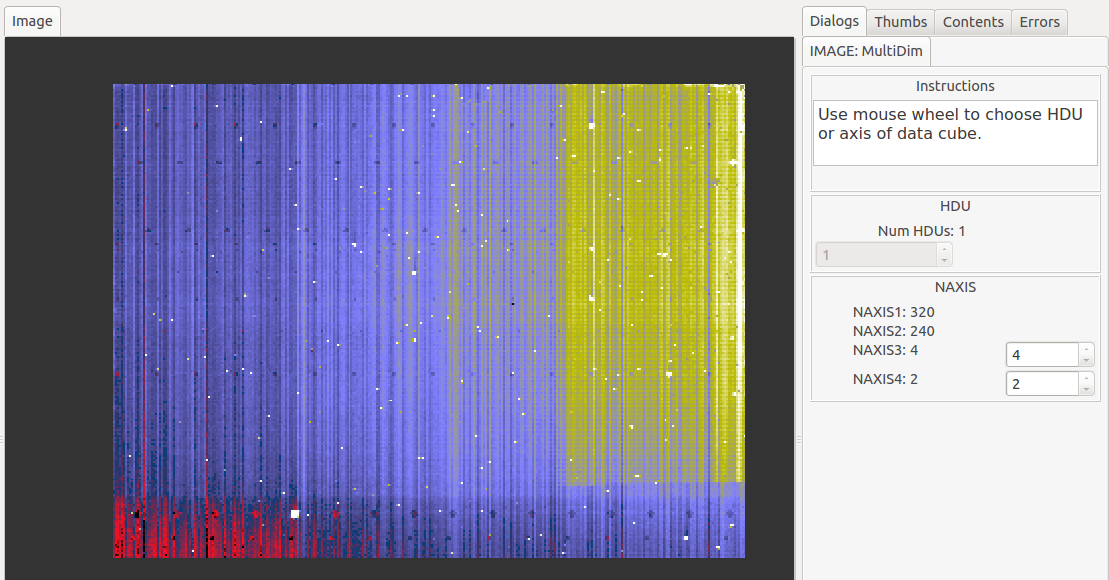 Image
Dialogs Thumbs Contents Errors
IMAGE: MultiDim
Instructions
Use mouse wheel to choose HDU
or axis of data cube.
HDU
Num HDUs: 1
1
NAXIS
NAXIS1: 320
NAXIS2: 240
NAXIS3: 4 4
NAXIS4: 2 2